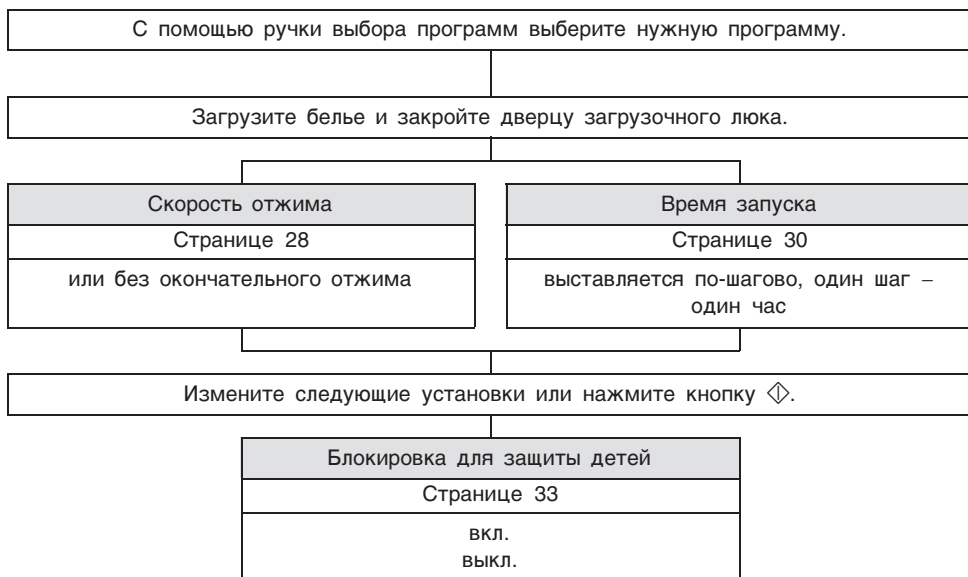 С помощью ручки выбора программ выберите нужную программу.
Загрузите белье и закройте дверцу загрузочного люка.
Скорость отжима
Странице 28
или без окончательного отжима
Время запуска
Странице 30
выставляется по-шагово, один шаг –
один час
Измените следующие установки или нажмите кнопку .
Блокировка для защиты детей
Странице 33
вкл.
выкл.